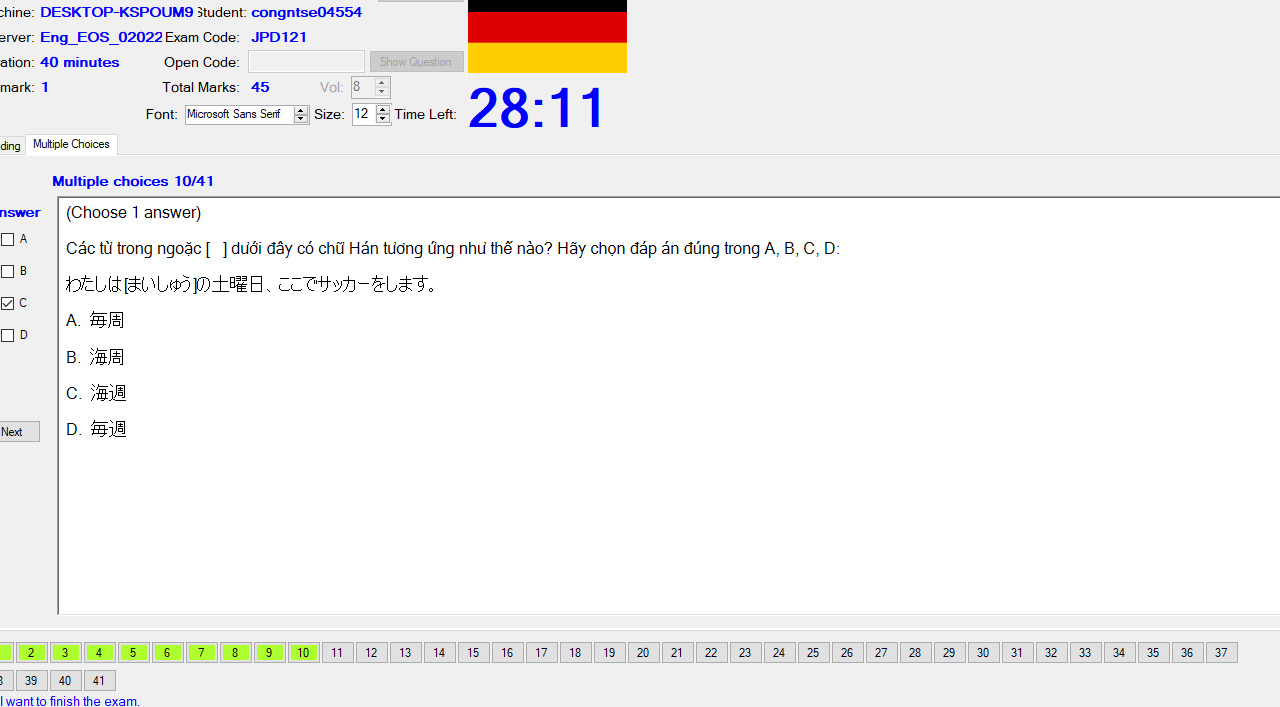 chine: DESKTOP-KSPOUM9 Student: congntse04554
erver: Eng_EOS_02022 Exam Code: JPD121
ation: 40 minutes Open Code: Show Question
mark: 1 Total Marks: 45 Vol: 8
Font: Microsoft Sans Serif Size: 12 Time Left: 28:11
ding Multiple Choices
Multiple choices 10/41
nswer
(Choose 1 answer)
A
Các từ trong ngoặc [ ] dưới đây có chữ Hán tương ứng như thế nào? Hãy chọn đáp án đúng trong A, B, C, D:
B
わたしは[まいしゅう]の土曜日、ここでサッカーをします。
C
A. 毎周
D
B. 海周
C. 海週
D. 毎週
Next
2 3 4 5 6 7 8 9 10 11 12 13 14 15 16 17 18 19 20 21 22 23 24 25 26 27 28 29 30 31 32 33 34 35 36 37
39 40 41
I want to finish the exam.